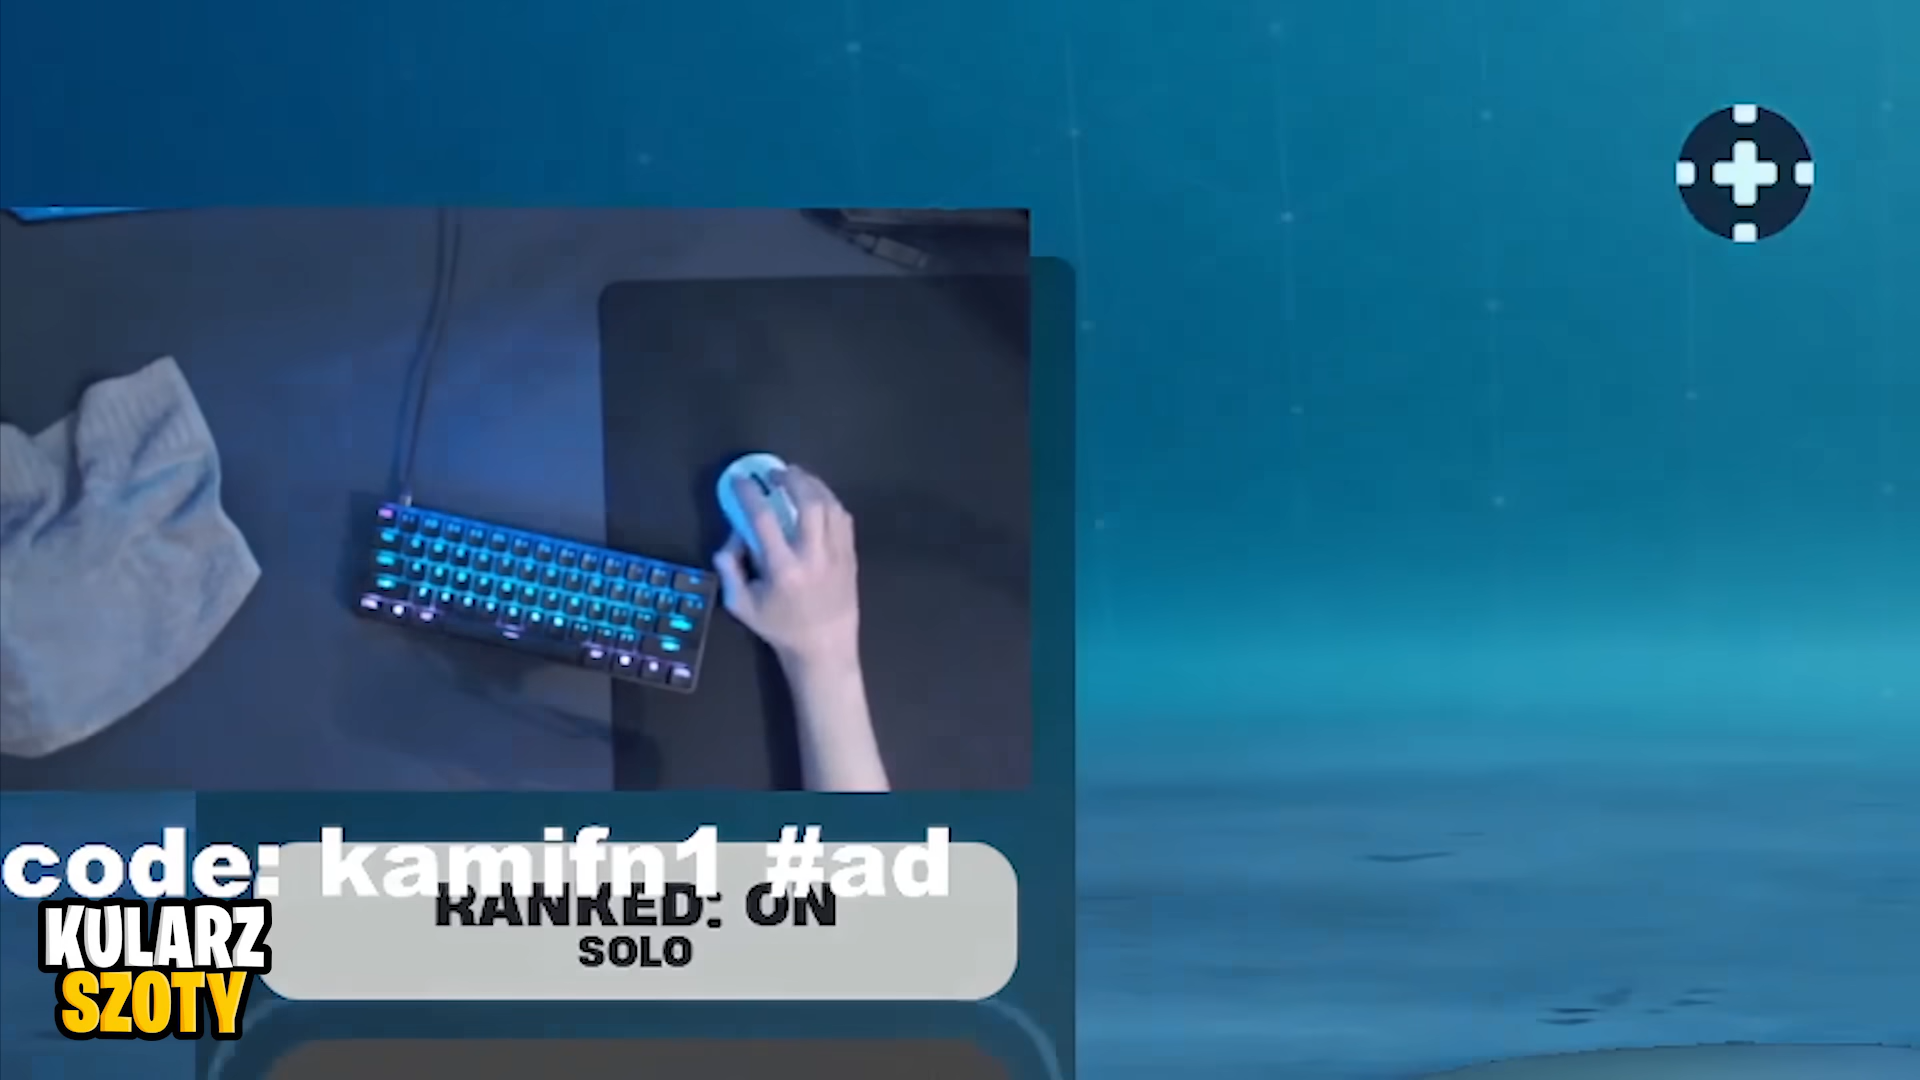 code: kamifn1 #ad
RANKED: ON
SOLO
KULARZ
SZOTY